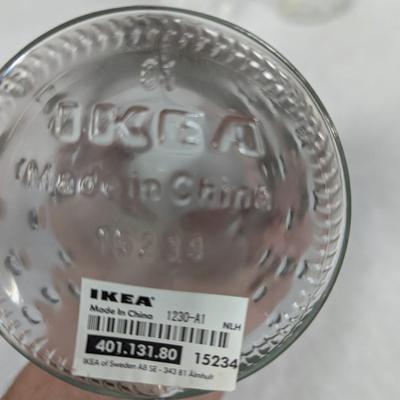 IKEA
Made in China
15234
IKEA®
Made In China 1230-A1
NLH
401.131.80 15234
IKEA of Sweden AB SE - 343 81 Älmhult